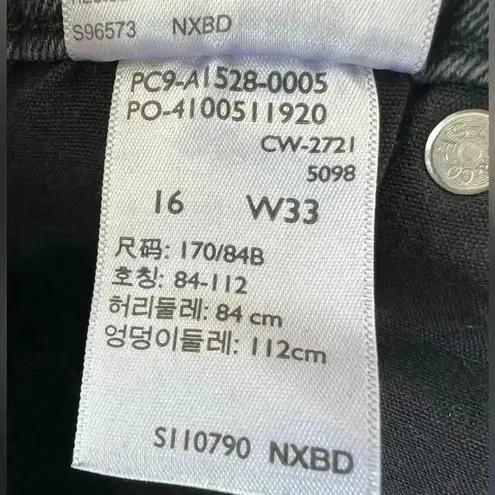 S96573 NXBD
PC9-A1528-0005
PO-4100511920
CW-2721
5098
16 W33
尺码: 170/84B
호칭: 84-112
허리둘레: 84 cm
엉덩이둘레: 112cm
S110790 NXBD